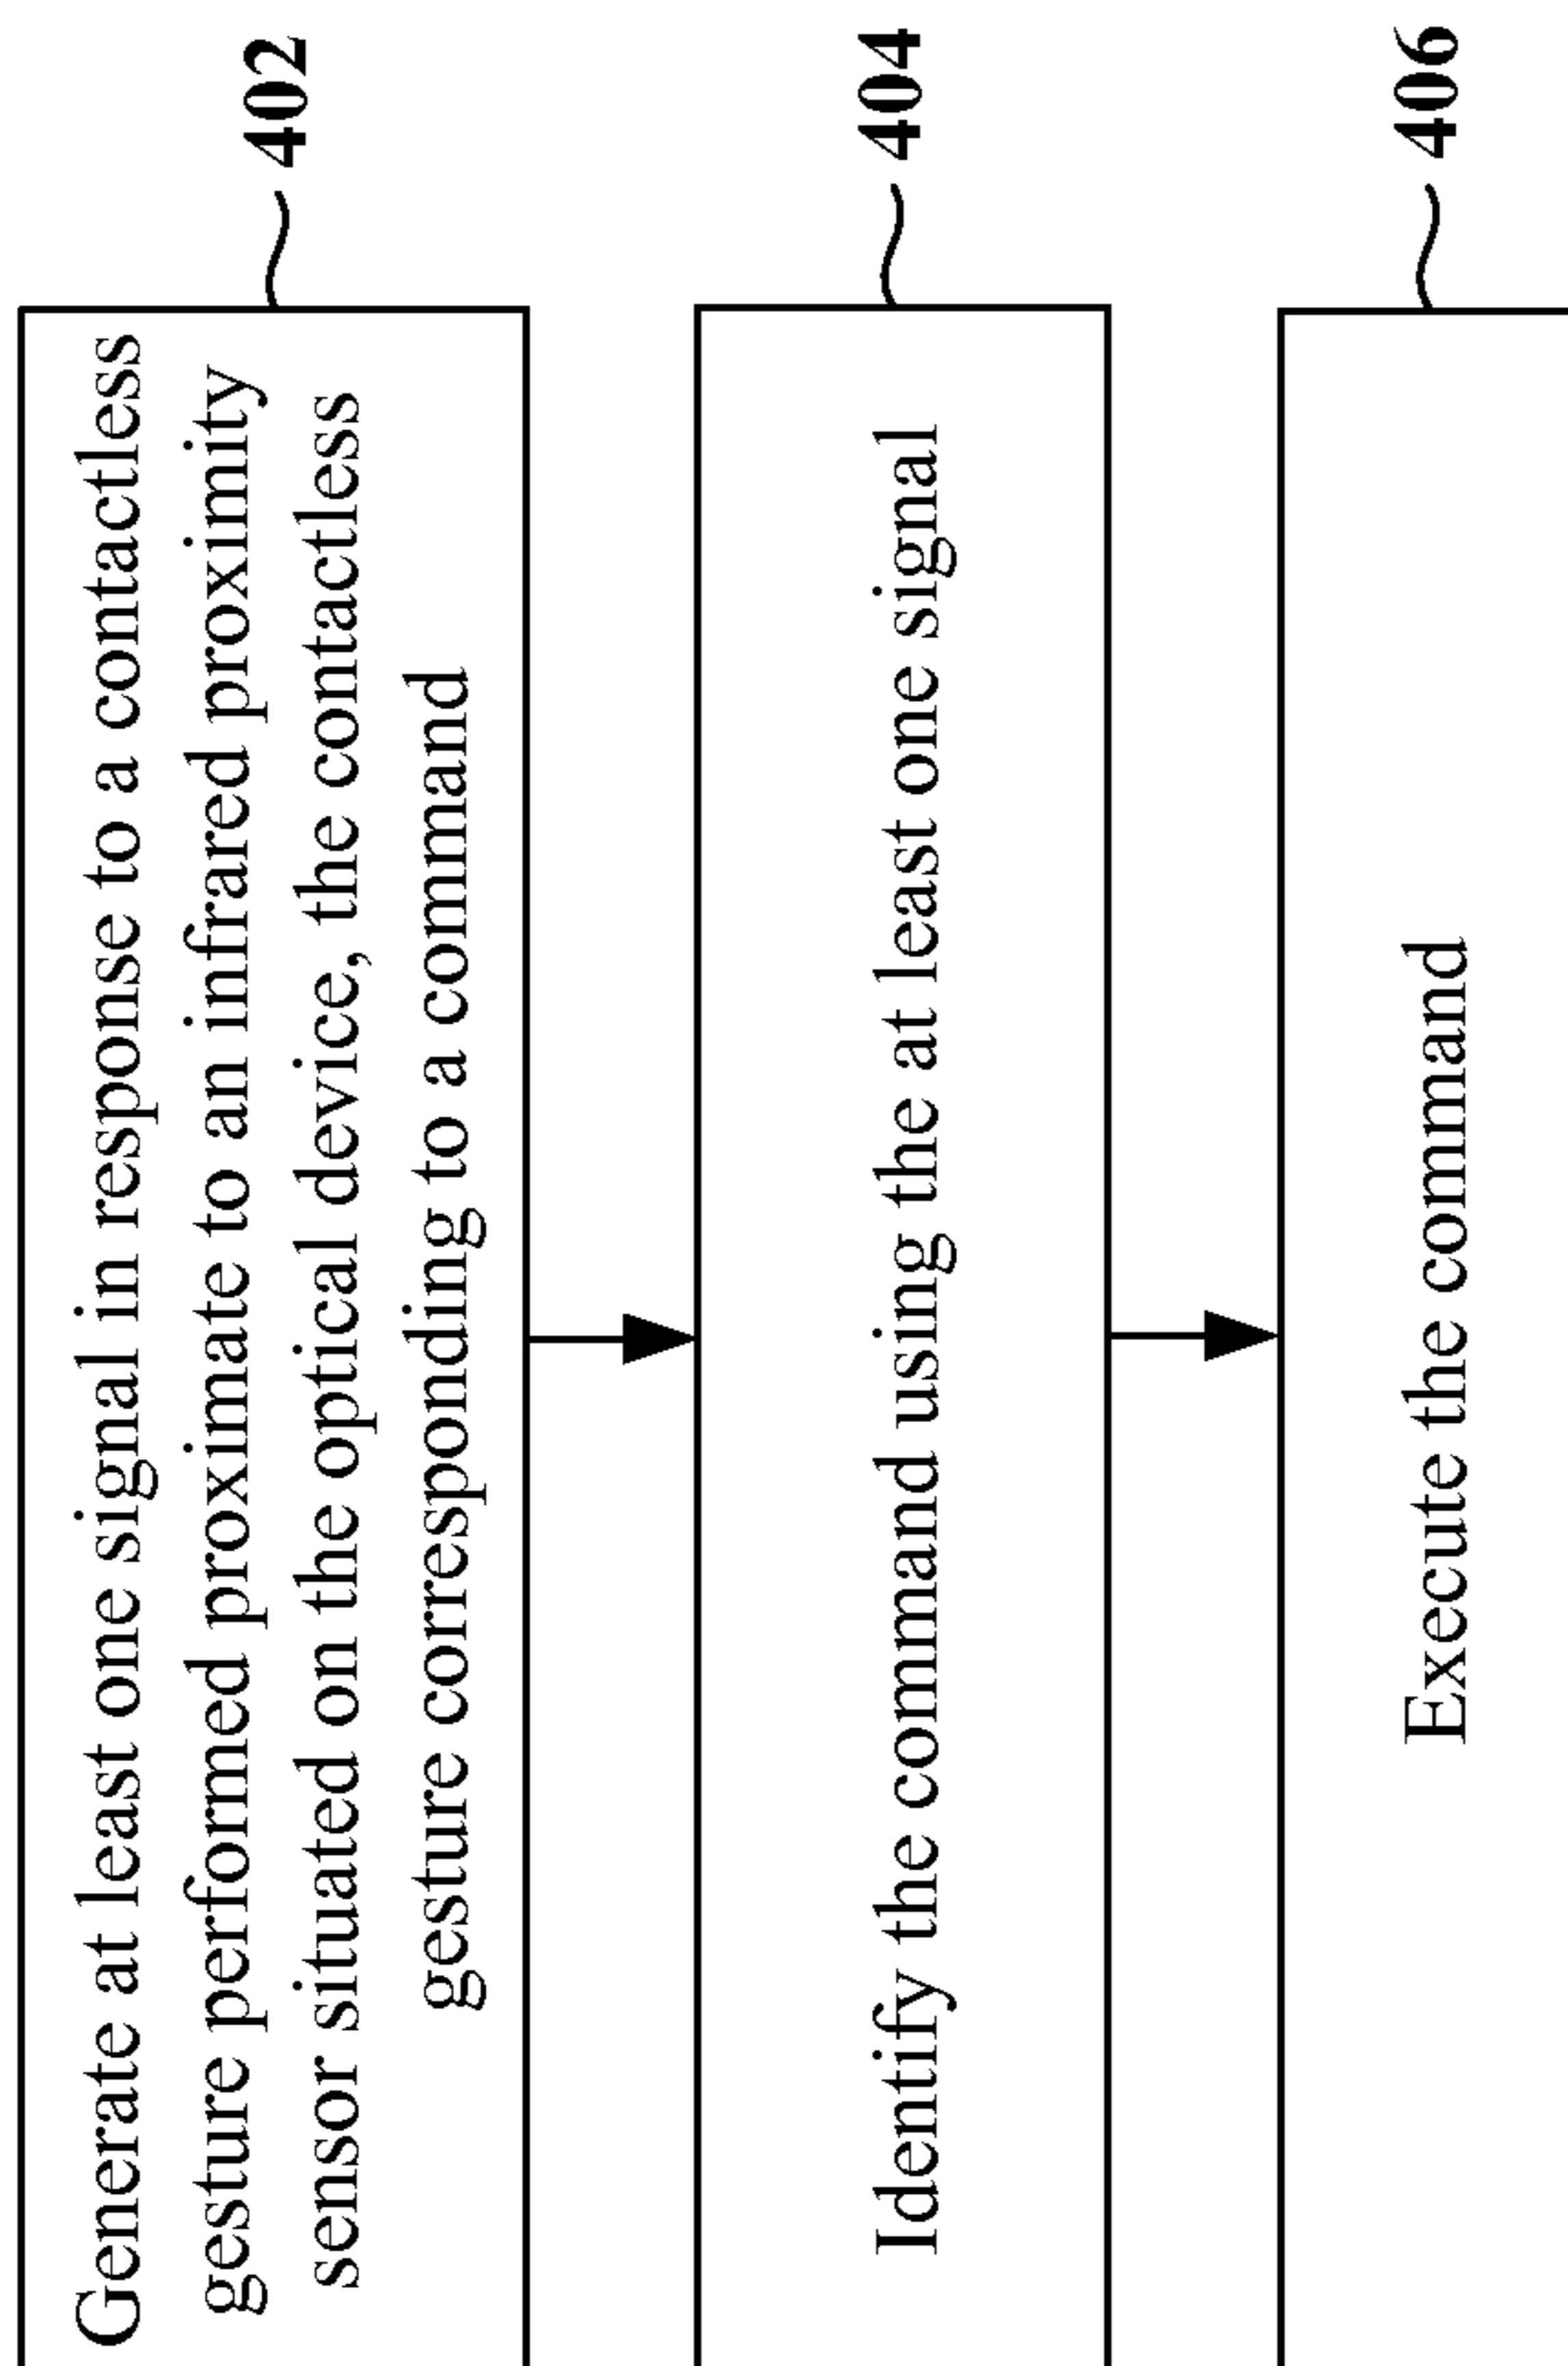 Generate at least one signal in response to a contactless
gesture performed proximate to an infrared proximity
sensor situated on the optical device, the contactless
gesture corresponding to a command
402
Identify the command using the at least one signal
404
Execute the command
406